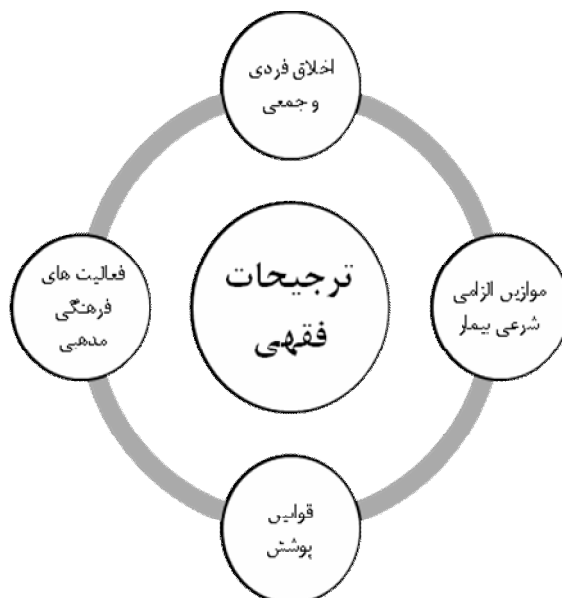 اخلاق فردی
و جمعی
موازین الزامی
شرعی بیمار
ترجیحات
فقهی
فعالیت های
فرهنگی
مذهبی
قوانین
پوشش